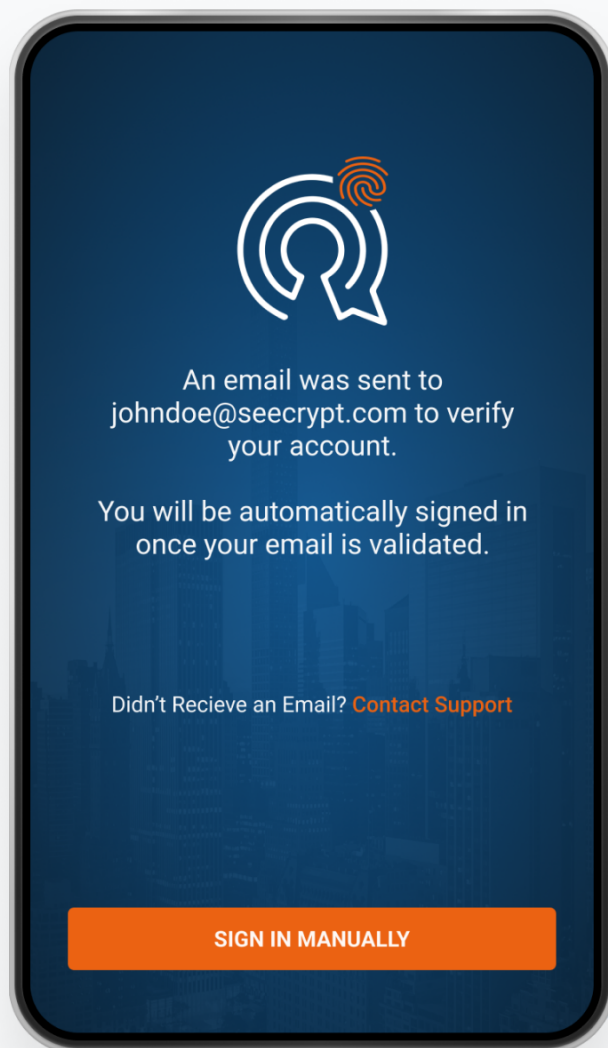 An email was sent to
johndoe@seecrypt.com to verify
your account.
You will be automatically signed in
once your email is validated.
Didn't Recieve an Email? Contact Support
SIGN IN MANUALLY